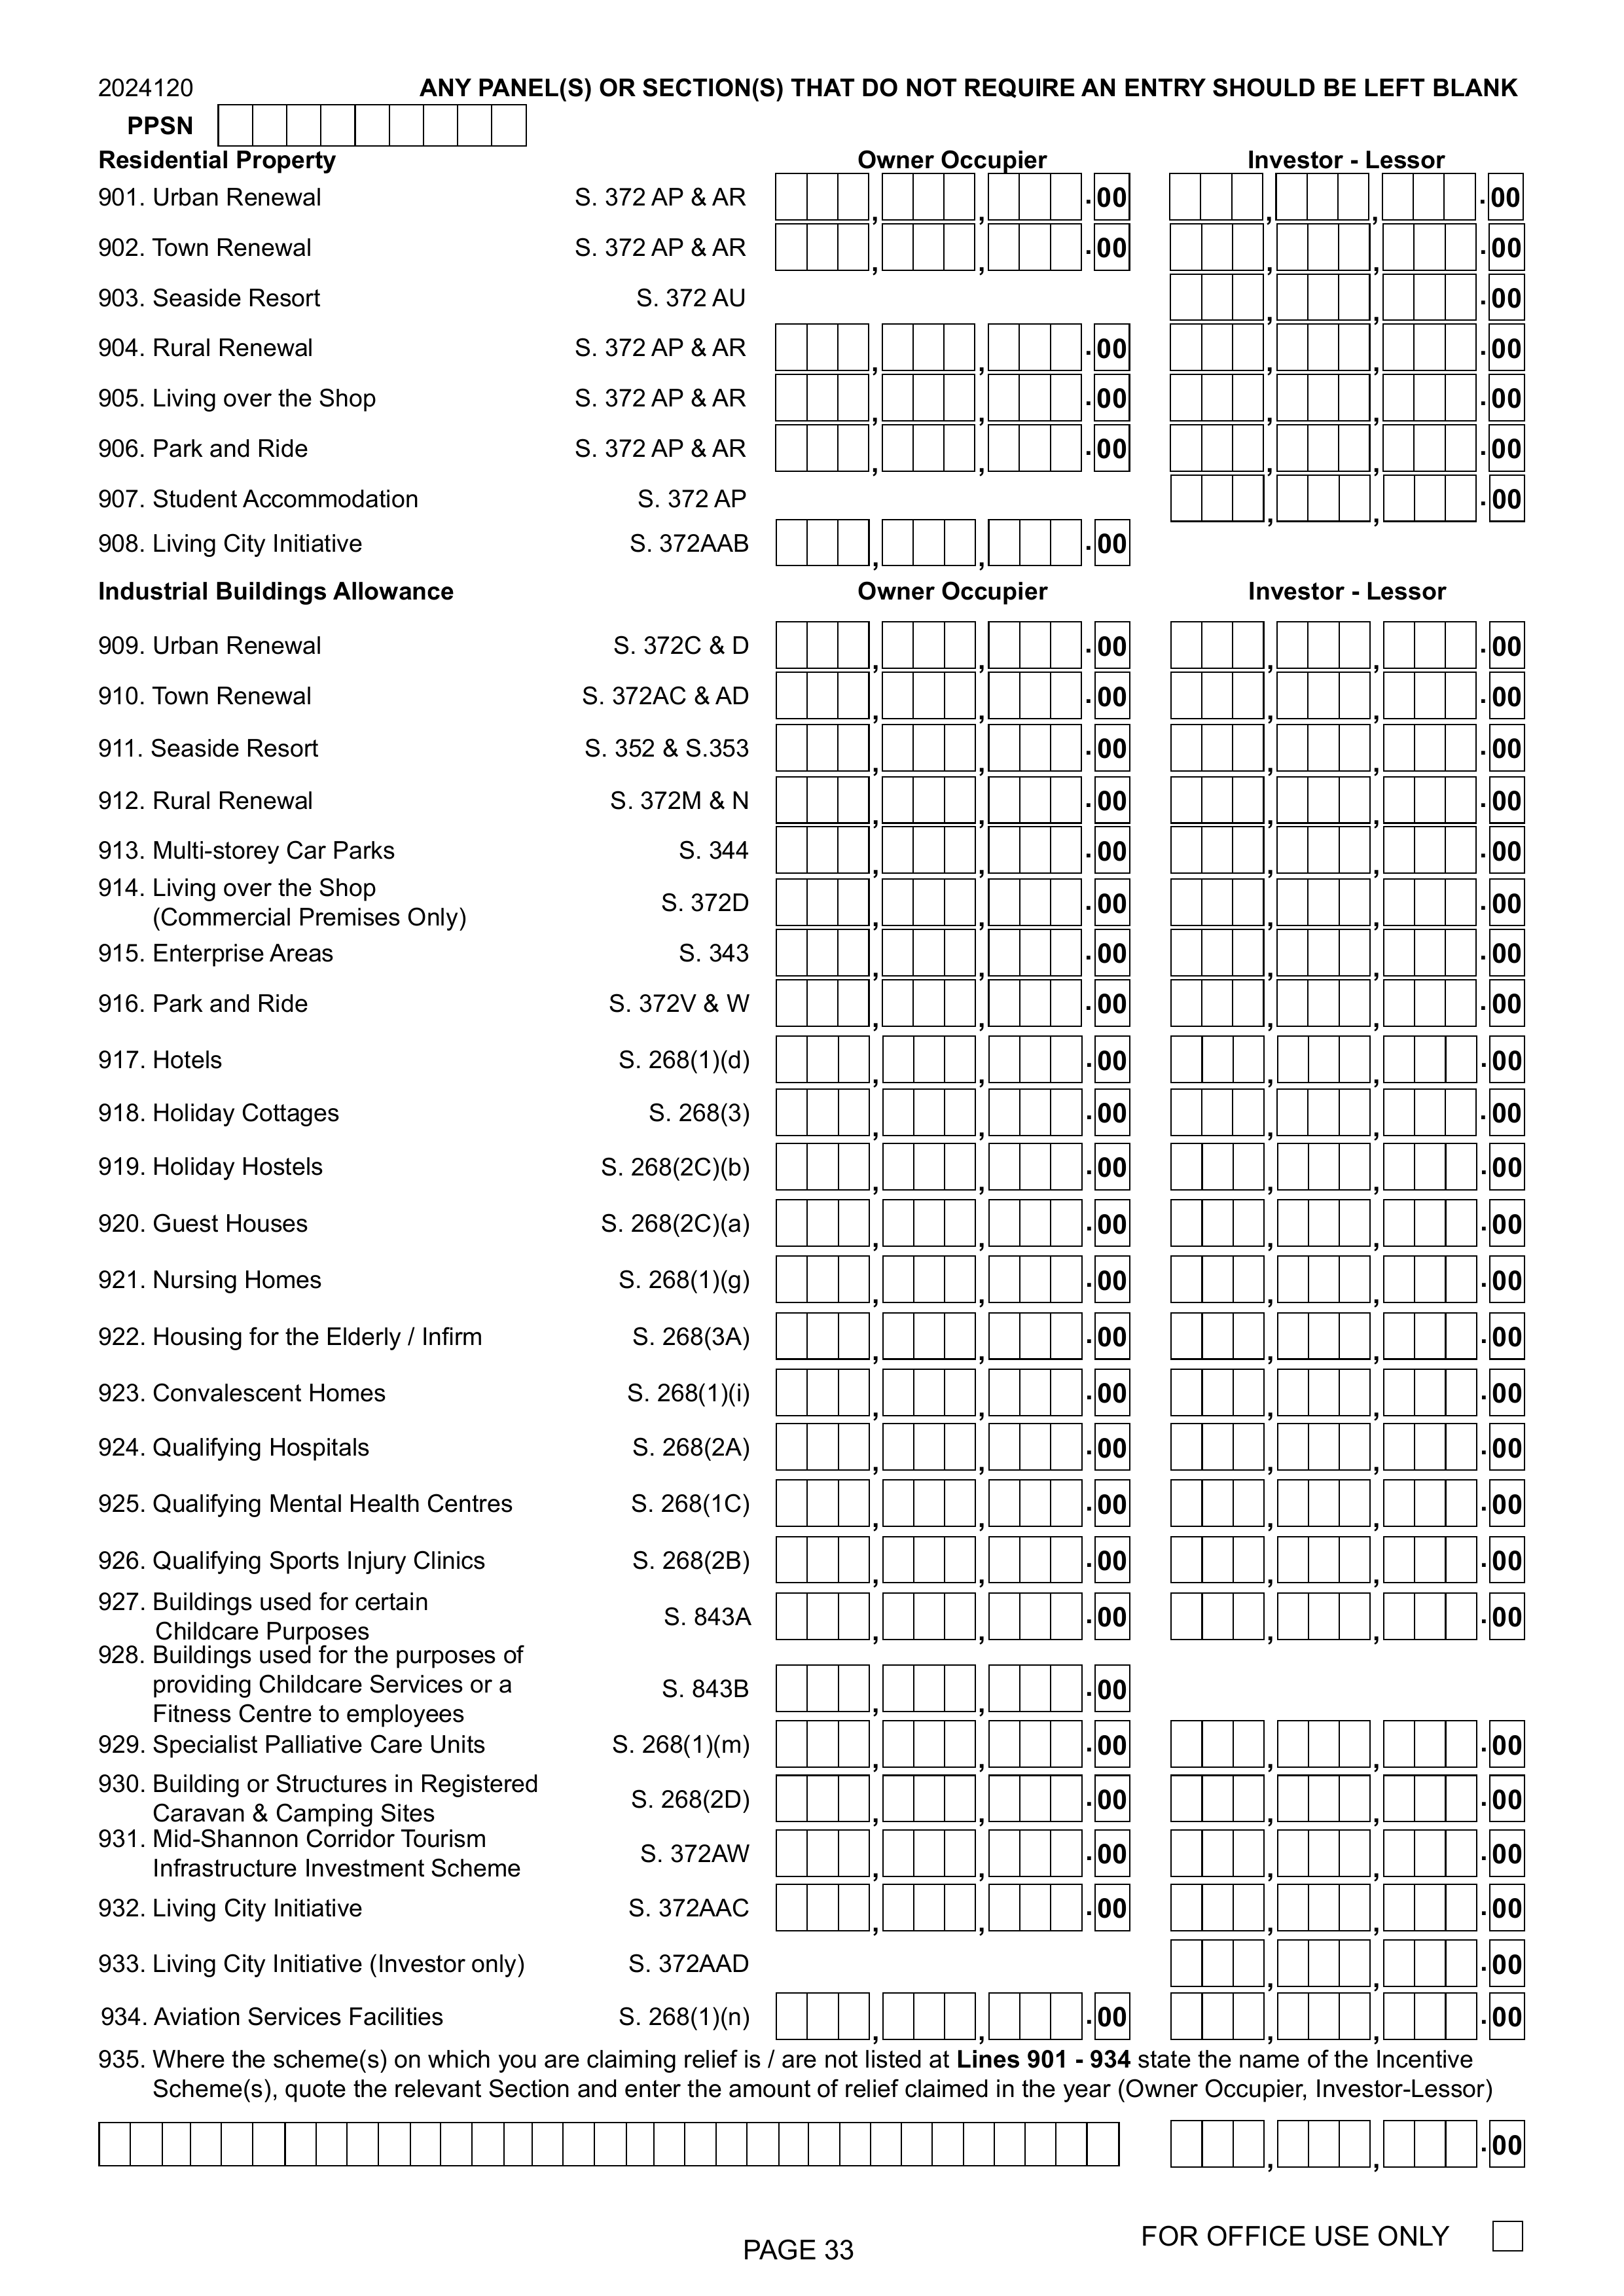 2024120 ANY PANEL(S) OR SECTION(S) THAT DO NOT REQUIRE AN ENTRY SHOULD BE LEFT BLANK
PPSN
Residential Property Owner Occupier Investor - Lessor
901. Urban Renewal S. 372 AP & AR , , .00 , , .00
902. Town Renewal S. 372 AP & AR , , .00 , , .00
903. Seaside Resort S. 372 AU , , .00
904. Rural Renewal S. 372 AP & AR , , .00 , , .00
905. Living over the Shop S. 372 AP & AR , , .00 , , .00
906. Park and Ride S. 372 AP & AR , , .00 , , .00
907. Student Accommodation S. 372 AP , , .00
908. Living City Initiative S. 372AAB , , .00
Industrial Buildings Allowance Owner Occupier Investor - Lessor
909. Urban Renewal S. 372C & D , , .00 , , .00
910. Town Renewal S. 372AC & AD , , .00 , , .00
911. Seaside Resort S. 352 & S.353 , , .00 , , .00
912. Rural Renewal S. 372M & N , , .00 , , .00
913. Multi-storey Car Parks S. 344 , , .00 , , .00
914. Living over the Shop
(Commercial Premises Only) S. 372D , , .00 , , .00
915. Enterprise Areas S. 343 , , .00 , , .00
916. Park and Ride S. 372V & W , , .00 , , .00
917. Hotels S. 268(1)(d) , , .00 , , .00
918. Holiday Cottages S. 268(3) , , .00 , , .00
919. Holiday Hostels S. 268(2C)(b) , , .00 , , .00
920. Guest Houses S. 268(2C)(a) , , .00 , , .00
921. Nursing Homes S. 268(1)(g) , , .00 , , .00
922. Housing for the Elderly / Infirm S. 268(3A) , , .00 , , .00
923. Convalescent Homes S. 268(1)(i) , , .00 , , .00
924. Qualifying Hospitals S. 268(2A) , , .00 , , .00
925. Qualifying Mental Health Centres S. 268(1C) , , .00 , , .00
926. Qualifying Sports Injury Clinics S. 268(2B) , , .00 , , .00
927. Buildings used for certain
Childcare Purposes S. 843A , , .00 , , .00
928. Buildings used for the purposes of
providing Childcare Services or a S. 843B , , .00
Fitness Centre to employees
929. Specialist Palliative Care Units S. 268(1)(m) , , .00 , , .00
930. Building or Structures in Registered
Caravan & Camping Sites S. 268(2D) , , .00 , , .00
931. Mid-Shannon Corridor Tourism
Infrastructure Investment Scheme S. 372AW , , .00 , , .00
932. Living City Initiative S. 372AAC , , .00 , , .00
933. Living City Initiative (Investor only) S. 372AAD , , .00
934. Aviation Services Facilities S. 268(1)(n) , , .00 , , .00
935. Where the scheme(s) on which you are claiming relief is / are not listed at Lines 901 - 934 state the name of the Incentive
Scheme(s), quote the relevant Section and enter the amount of relief claimed in the year (Owner Occupier, Investor-Lessor)
, , .00
FOR OFFICE USE ONLY
PAGE 33